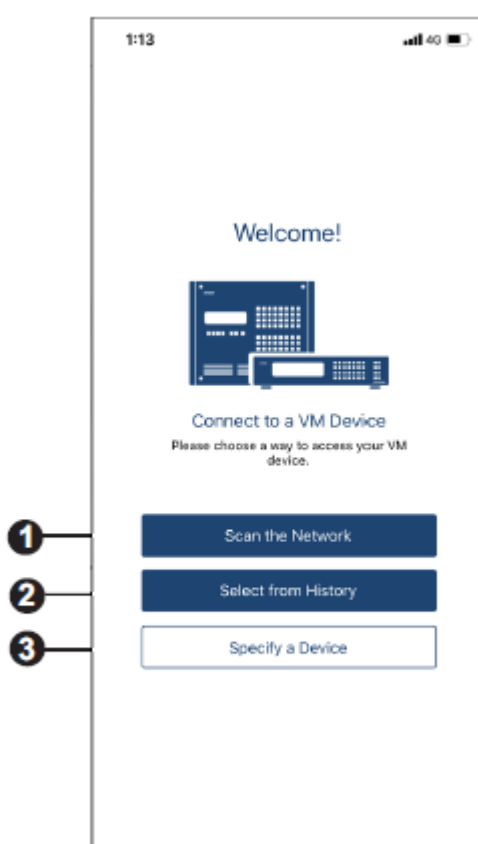 1:13 4G
Welcome!
Connect to a VM Device
Please choose a way to access your VM
device.
1 Scan the Network
2 Select from History
3 Specify a Device